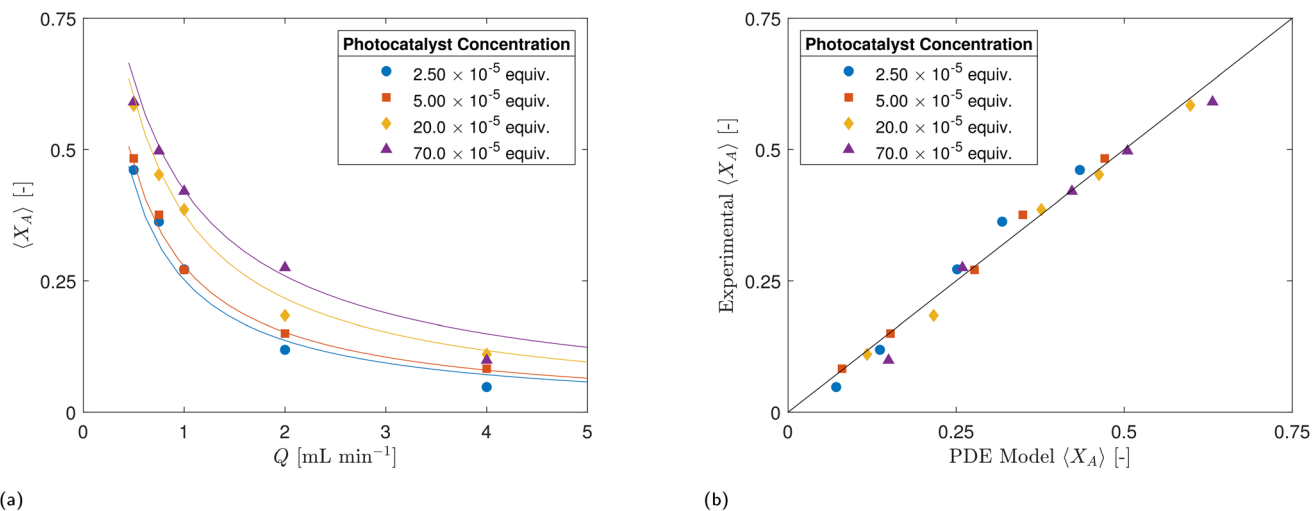 0.75
0.5
0.25
0
⟨X_A⟩ [-]
Photocatalyst Concentration
2.50 × 10⁻⁵ equiv.
5.00 × 10⁻⁵ equiv.
20.0 × 10⁻⁵ equiv.
70.0 × 10⁻⁵ equiv.
0 1 2 3 4 5
Q [mL min⁻¹]
(a)
0.75
0.5
0.25
0
Experimental ⟨X_A⟩ [-]
Photocatalyst Concentration
2.50 × 10⁻⁵ equiv.
5.00 × 10⁻⁵ equiv.
20.0 × 10⁻⁵ equiv.
70.0 × 10⁻⁵ equiv.
0 0.25 0.5 0.75
PDE Model ⟨X_A⟩ [-]
(b)